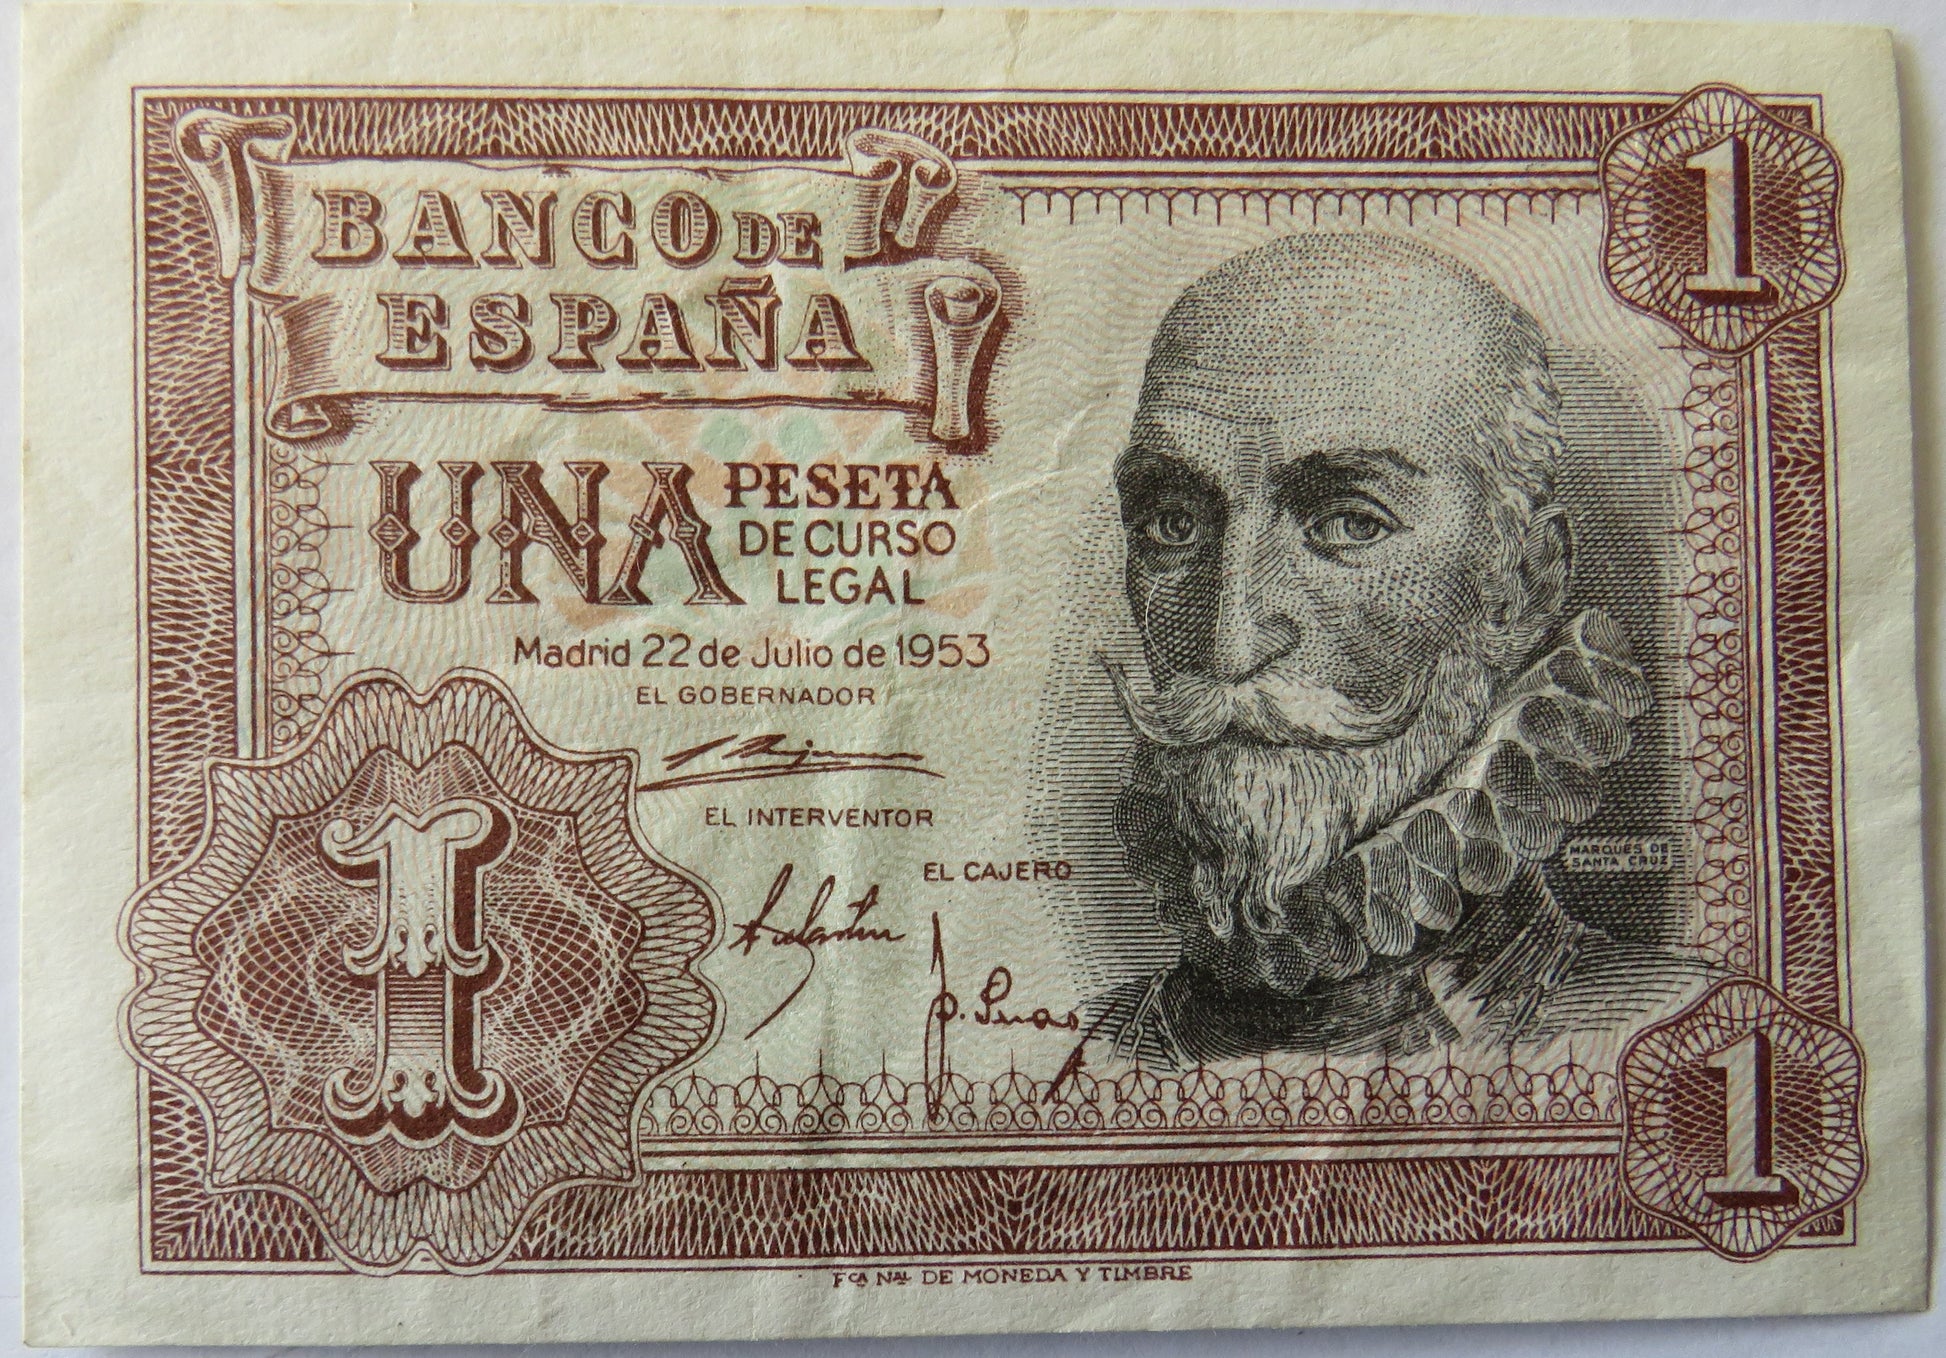 1
BANCO DE
ESPAÑA
UNA PESETA
DE CURSO
LEGAL
Madrid 22 de Julio de 1953
EL GOBERNADOR
EL INTERVENTOR
EL CAJERO
MARQUES DE
SANTA CRUZ
1
1
FCA NAL DE MONEDA Y TIMBRE